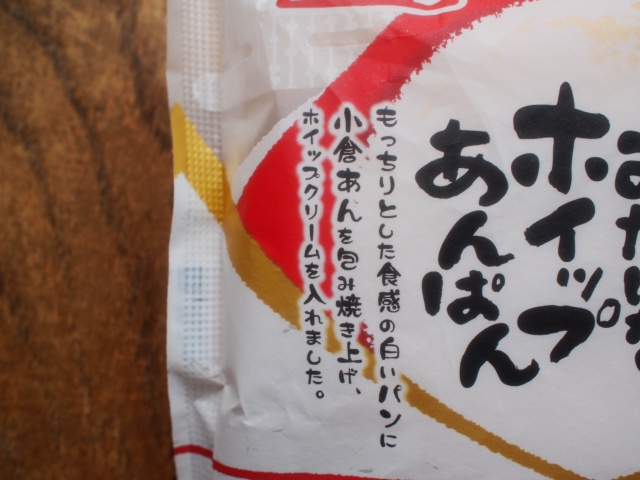 ホイップ
あんぱん
もっちりとした食感の白いパンに
小倉あんを包み焼き上げ、
ホイップクリームを入れました。